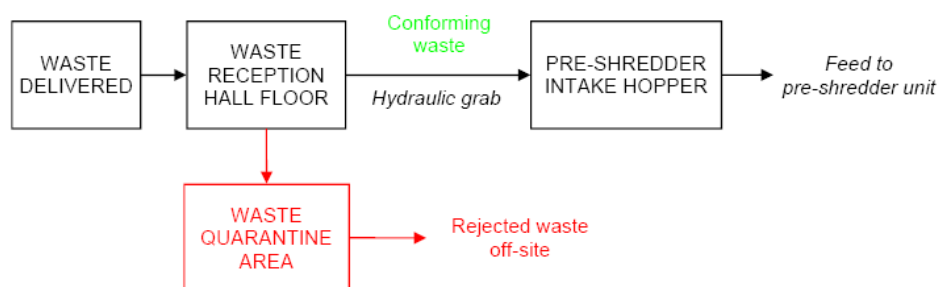 WASTE
DELIVERED
WASTE
RECEPTION
HALL FLOOR
Conforming
waste
Hydraulic grab
PRE-SHREDDER
INTAKE HOPPER
Feed to
pre-shredder unit
WASTE
QUARANTINE
AREA
Rejected waste
off-site